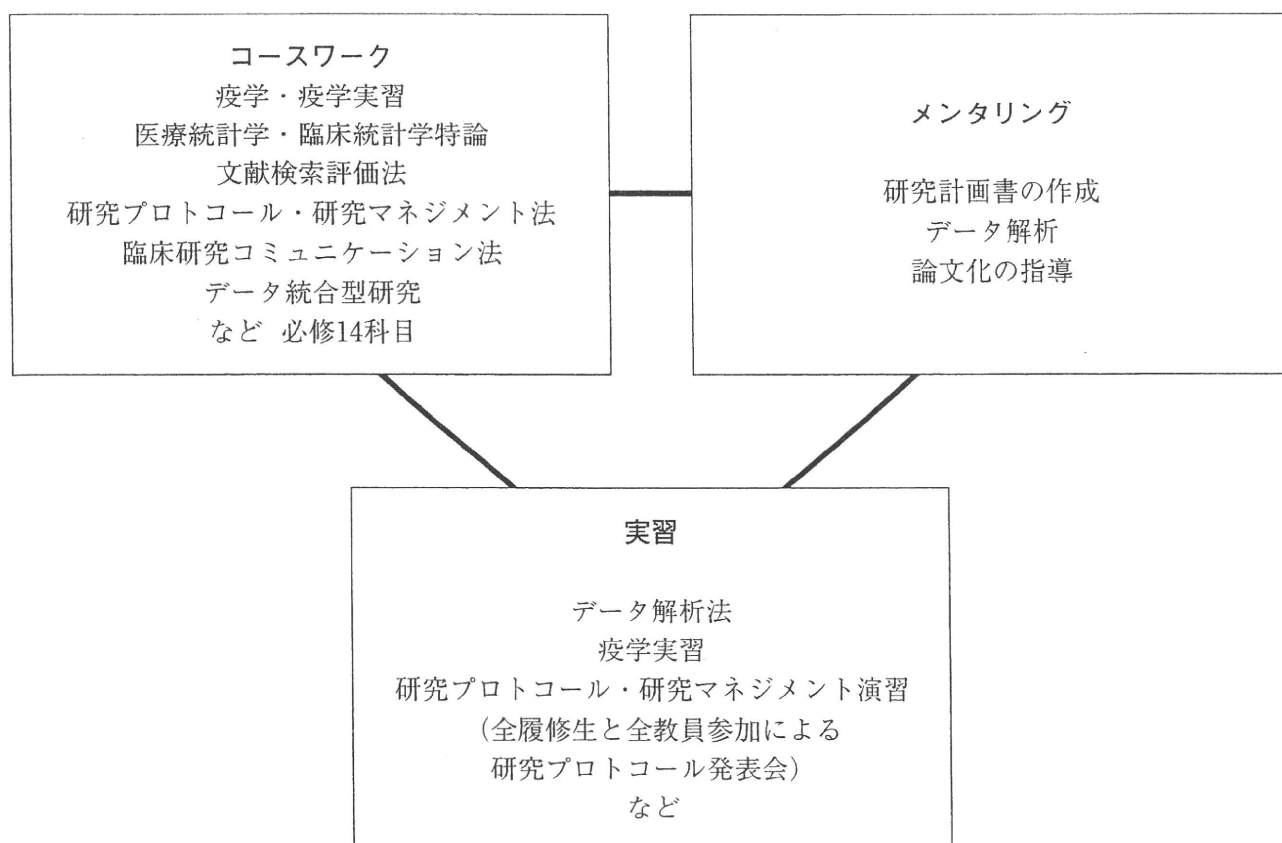 コースワーク
疫学・疫学実習
医療統計学・臨床統計学特論
文献検索評価法
研究プロトコール・研究マネジメント法
臨床研究コミュニケーション法
データ統合型研究
など 必修14科目
メンタリング
研究計画書の作成
データ解析
論文化の指導
実習
データ解析法
疫学実習
研究プロトコール・研究マネジメント演習
(全履修生と全教員参加による
研究プロトコール発表会)
など